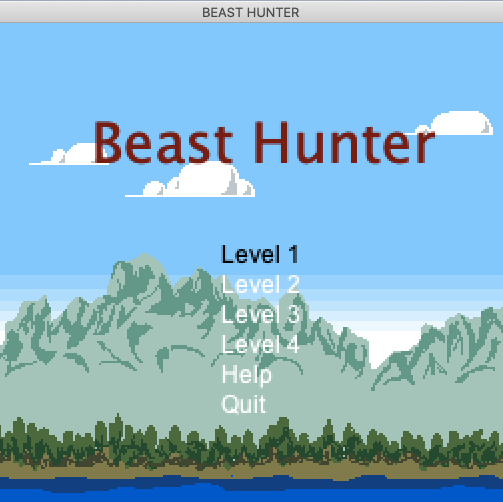 BEAST HUNTER
Beast Hunter
Level 1
Level 2
Level 3
Level 4
Help
Quit